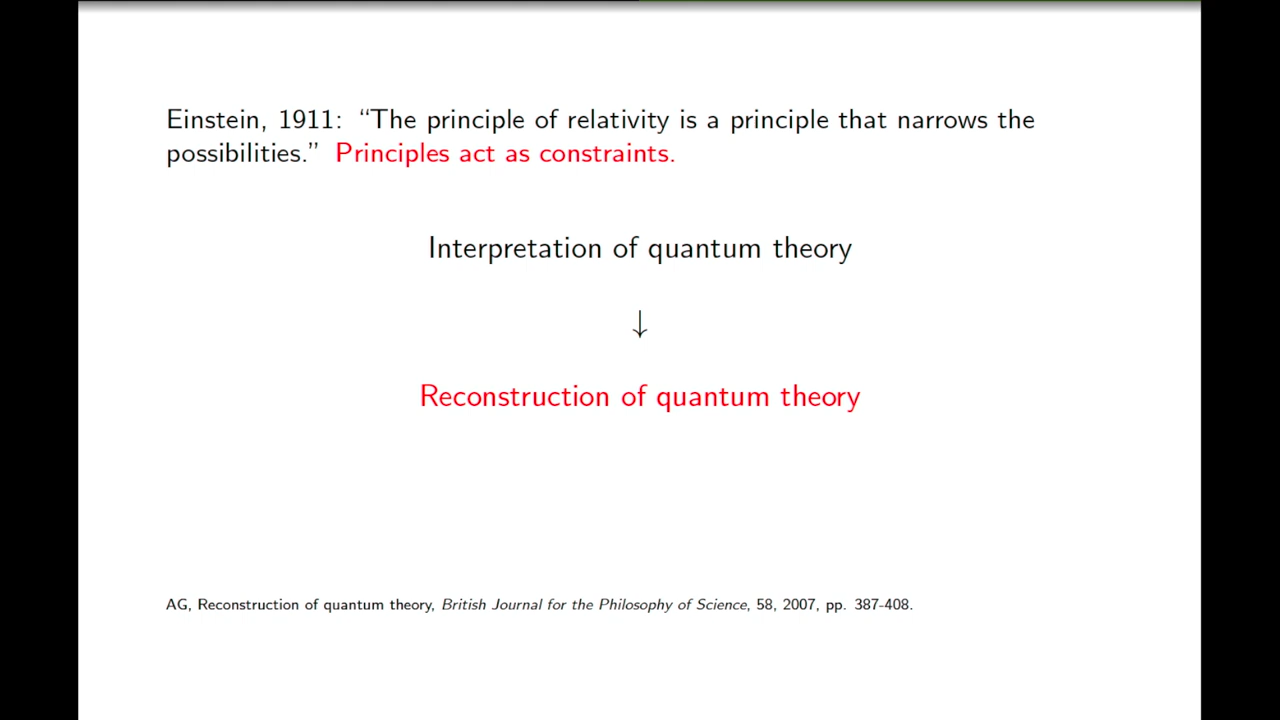 Einstein, 1911: “The principle of relativity is a principle that narrows the
possibilities.” Principles act as constraints.
Interpretation of quantum theory
↓
Reconstruction of quantum theory
AG, Reconstruction of quantum theory, British Journal for the Philosophy of Science, 58, 2007, pp. 387-408.